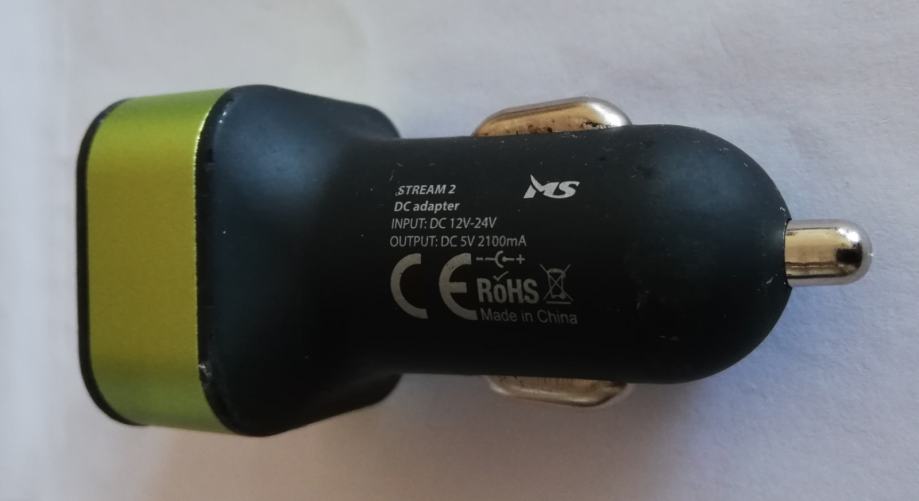 STREAM 2
MS
DC adapter
INPUT: DC 12V-24V
OUTPUT: DC 5V 2100mA
CE
RoHS
Made in China